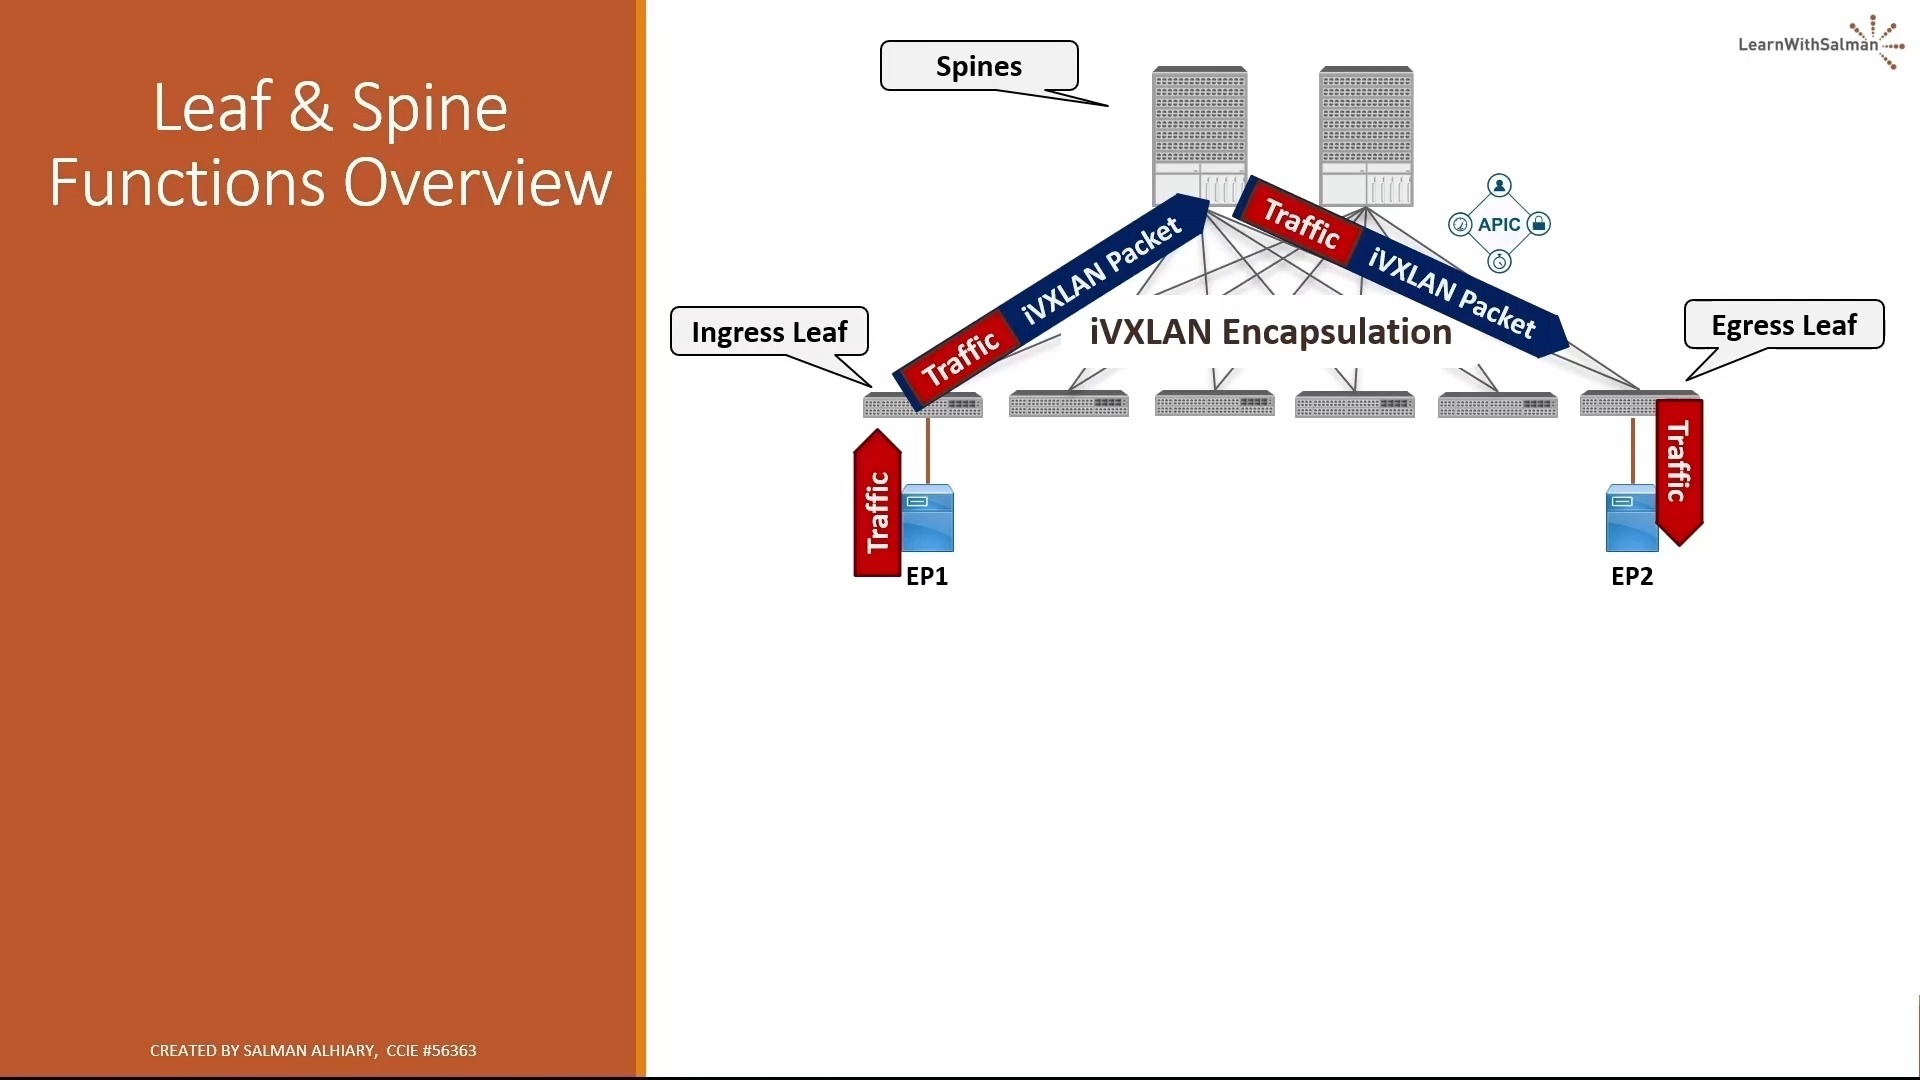 Leaf & Spine
Functions Overview
CREATED BY SALMAN ALHIARY, CCIE #56363
LearnWithSalman
Spines
APIC
Traffic
iVXLAN Packet
Traffic
iVXLAN Packet
iVXLAN Encapsulation
Ingress Leaf
Egress Leaf
Traffic
Traffic
EP1
EP2